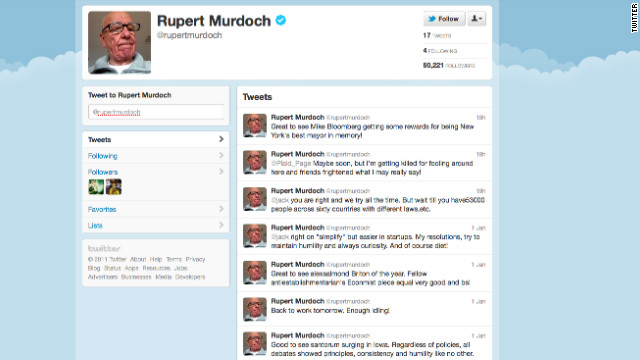 Rupert Murdoch
@rupertmurdoch
Follow
17 TWEETS
4 FOLLOWING
50,221 FOLLOWERS
TWITTER
Tweet to Rupert Murdoch
@rupertmurdoch
Tweets
Following
Followers
Favorites
Lists
twitter
© 2011 Twitter About Help Terms Privacy
Blog Status Apps Resources Jobs
Advertisers Businesses Media Developers
Tweets
Rupert Murdoch @rupertmurdoch 18h
Great to see Mike Bloomberg getting some rewards for being New
York's best mayor in memory!
Rupert Murdoch @rupertmurdoch 19h
@Plaid_Page Maybe soon, but I'm getting killed for fooling around
here and friends frightened what I may really say!
Rupert Murdoch @rupertmurdoch 19h
@jack you are right and we try all the time. But wait till you have
people across sixty countries with different laws,etc.
Rupert Murdoch @rupertmurdoch 1 Jan
@jack right on "simplify" but easier in startups. My resolutions, try to
maintain humility and always curiosity. And of course diet!
Rupert Murdoch @rupertmurdoch 1 Jan
Great to see alexsalmond Briton of the year. Fellow
antiestablishmentarian's Econmist piece equal very good and bs!
Rupert Murdoch @rupertmurdoch 1 Jan
Back to work tomorrow. Enough idling!
Rupert Murdoch @rupertmurdoch 1 Jan
Good to see santorum surging in Iowa. Regardless of policies, all
debates showed principles, consistency and humility like no other.